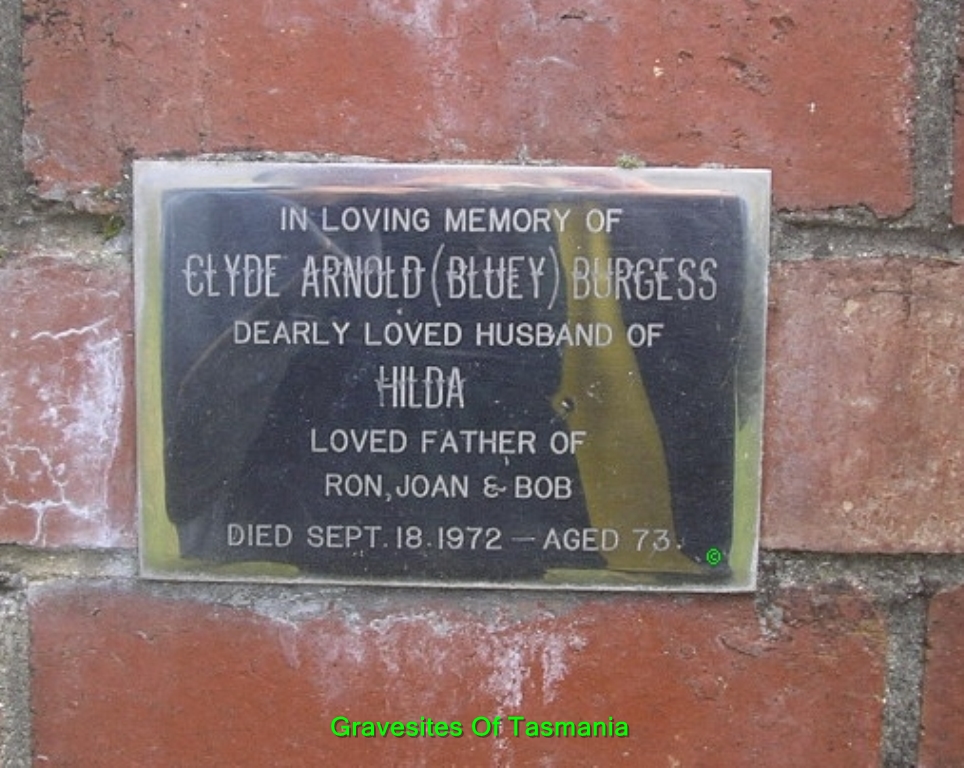 IN LOVING MEMORY OF
CLYDE ARNOLD (BLUEY) BURGESS
DEARLY LOVED HUSBAND OF
HILDA
LOVED FATHER OF
RON, JOAN & BOB
DIED SEPT. 18. 1972 — AGED 73.
©
Gravesites Of Tasmania